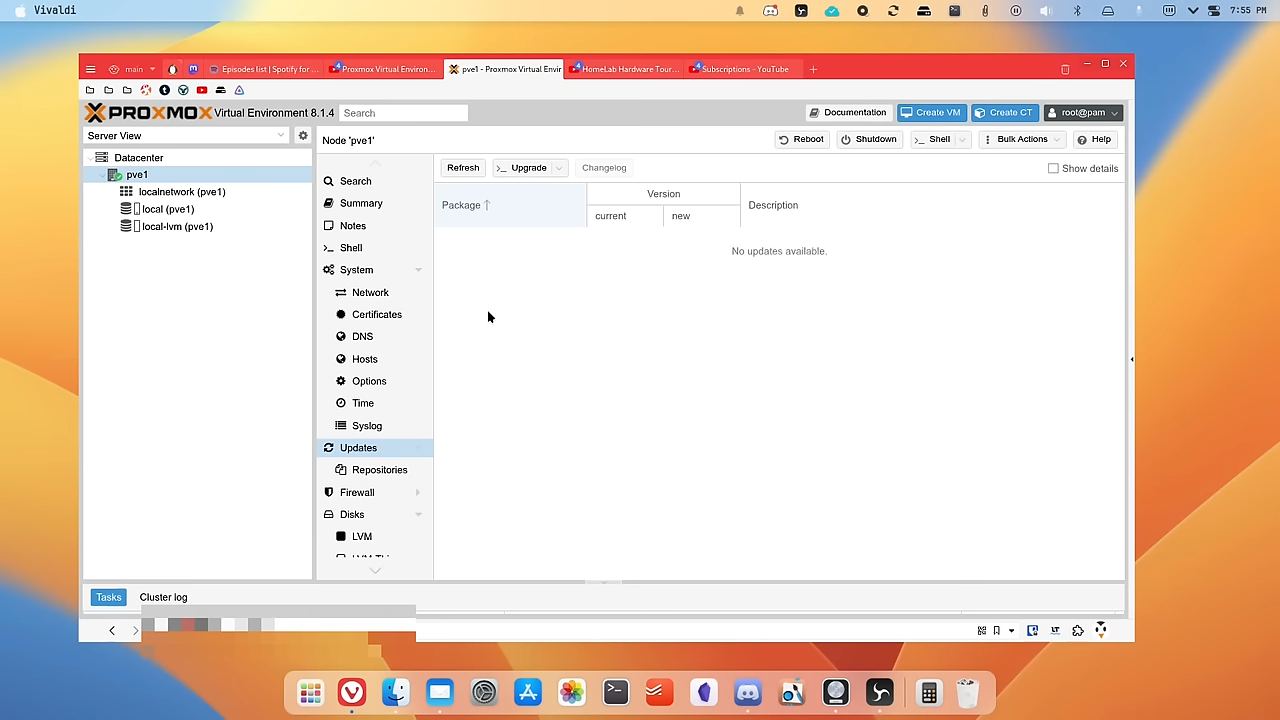 Vivaldi
7:55 PM
main
Episodes list | Spotify for ...
Proxmox Virtual Environ...
pve1 - Proxmox Virtual Envir
HomeLab Hardware Tour...
Subscriptions - YouTube
PROXMOX Virtual Environment 8.1.4
Search
Documentation
Create VM
Create CT
root@pam
Server View
Node 'pve1'
Reboot
Shutdown
Shell
Bulk Actions
Help
Datacenter
pve1
localnetwork (pve1)
local (pve1)
local-lvm (pve1)
Search
Summary
Notes
Shell
System
Network
Certificates
DNS
Hosts
Options
Time
Syslog
Updates
Repositories
Firewall
Disks
LVM
Refresh
Upgrade
Changelog
Show details
Package
Version
current
new
Description
No updates available.
Tasks
Cluster log
LT